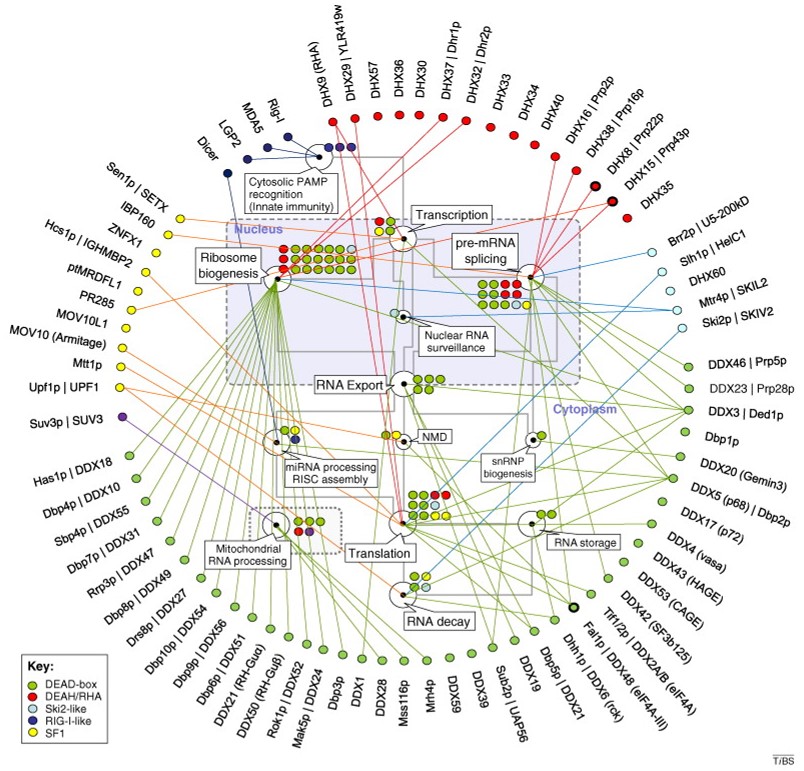 DHX9 (RHA)
DHX29 | YLR419w
DHX57
DHX36
DHX30
DHX37 | Dhr1p
DHX32 | Dhr2p
DHX33
DHX34
DHX40
DHX16 | Prp2p
DHX38 | Prp16p
DHX8 | Prp22p
DHX15 | Prp43p
DHX35
Brr2p | U5-200kD
Slh1p | HelC1
DHX60
Mtr4p | SKIL2
Ski2p | SKIV2
DDX46 | Prp5p
DDX23 | Prp28p
DDX3 | Ded1p
Dbp1p
DDX20 (Gemin3)
DDX5 (p68) | Dbp2p
DDX17 (p72)
DDX4 (vasa)
DDX43 (HAGE)
DDX53 (CAGE)
DDX42 (SF3b125)
Tif1/2p | DDX2A/B (eIF4A)
Fal1p | DDX48 (eIF4A-III)
Dhh1p | DDX6 (rck)
Dbp5p | DDX21
DDX19
Sub2p | UAP56
DDX39
DDX59
Mrh4p
Mss116p
DDX28
DDX1
Dbp3p
Mak5p | DDX24
Rok1p | DDX52
DDX50 (RH-Guβ)
DDX21 (RH-Guα)
Dbp6p | DDX51
Dbp9p | DDX56
Dbp10p | DDX54
Drs8p | DDX27
Dbp8p | DDX49
Rrp3p | DDX47
Dbp7p | DDX31
Sbp4p | DDX55
Dbp4p | DDX10
Has1p | DDX18
Suv3p | SUV3
Upf1p | UPF1
Mtt1p
MOV10 (Armitage)
MOV10L1
PR285
ptMRDFL1
Hcs1p | IGHMBP2
ZNFX1
IBP160
Sen1p | SETX
Dicer
LGP2
MDA5
Rig-I
Cytosolic PAMP
recognition
(Innate immunity)
Nucleus
Transcription
Ribosome
biogenesis
pre-mRNA
splicing
Nuclear RNA
surveillance
RNA Export
Cytoplasm
NMD
miRNA processing
RISC assembly
snRNP
biogenesis
Mitochondrial
RNA processing
Translation
RNA storage
RNA decay
Key:
DEAD-box
DEAH/RHA
Ski2-like
RIG-I-like
SF1
TiBS